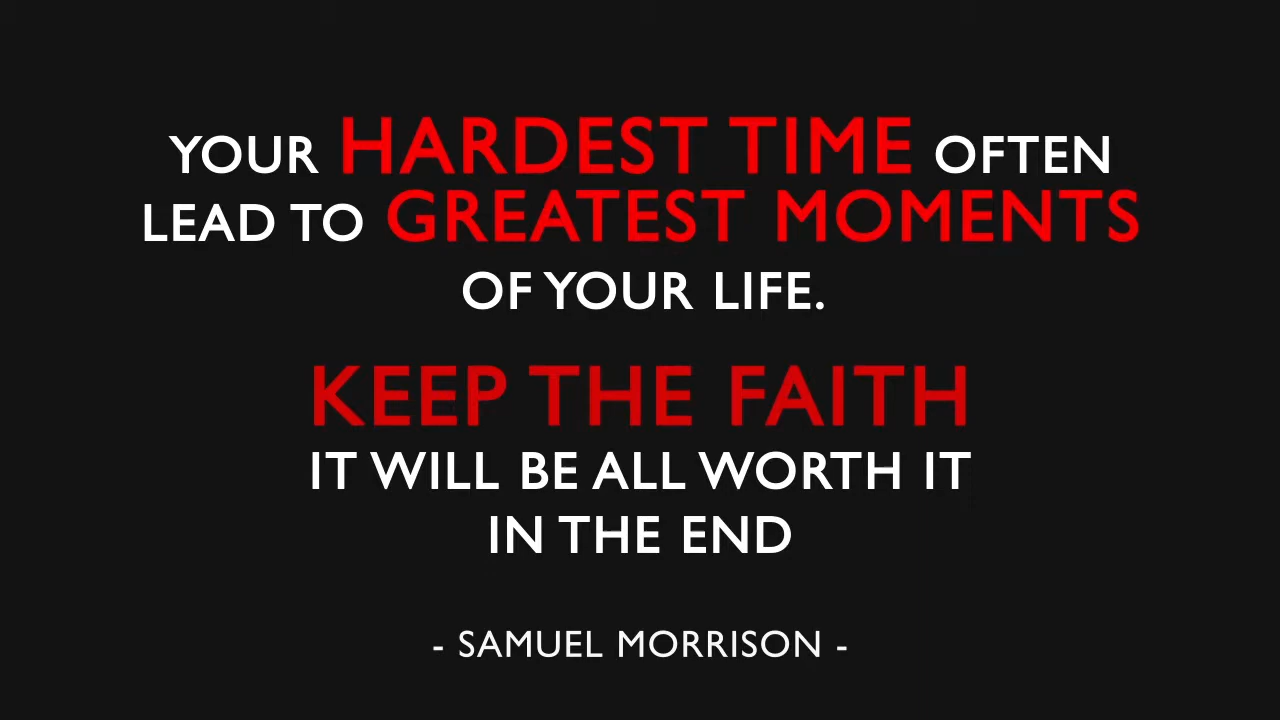 YOUR HARDEST TIME OFTEN
LEAD TO GREATEST MOMENTS
OF YOUR LIFE.
KEEP THE FAITH
IT WILL BE ALL WORTH IT
IN THE END
- SAMUEL MORRISON -